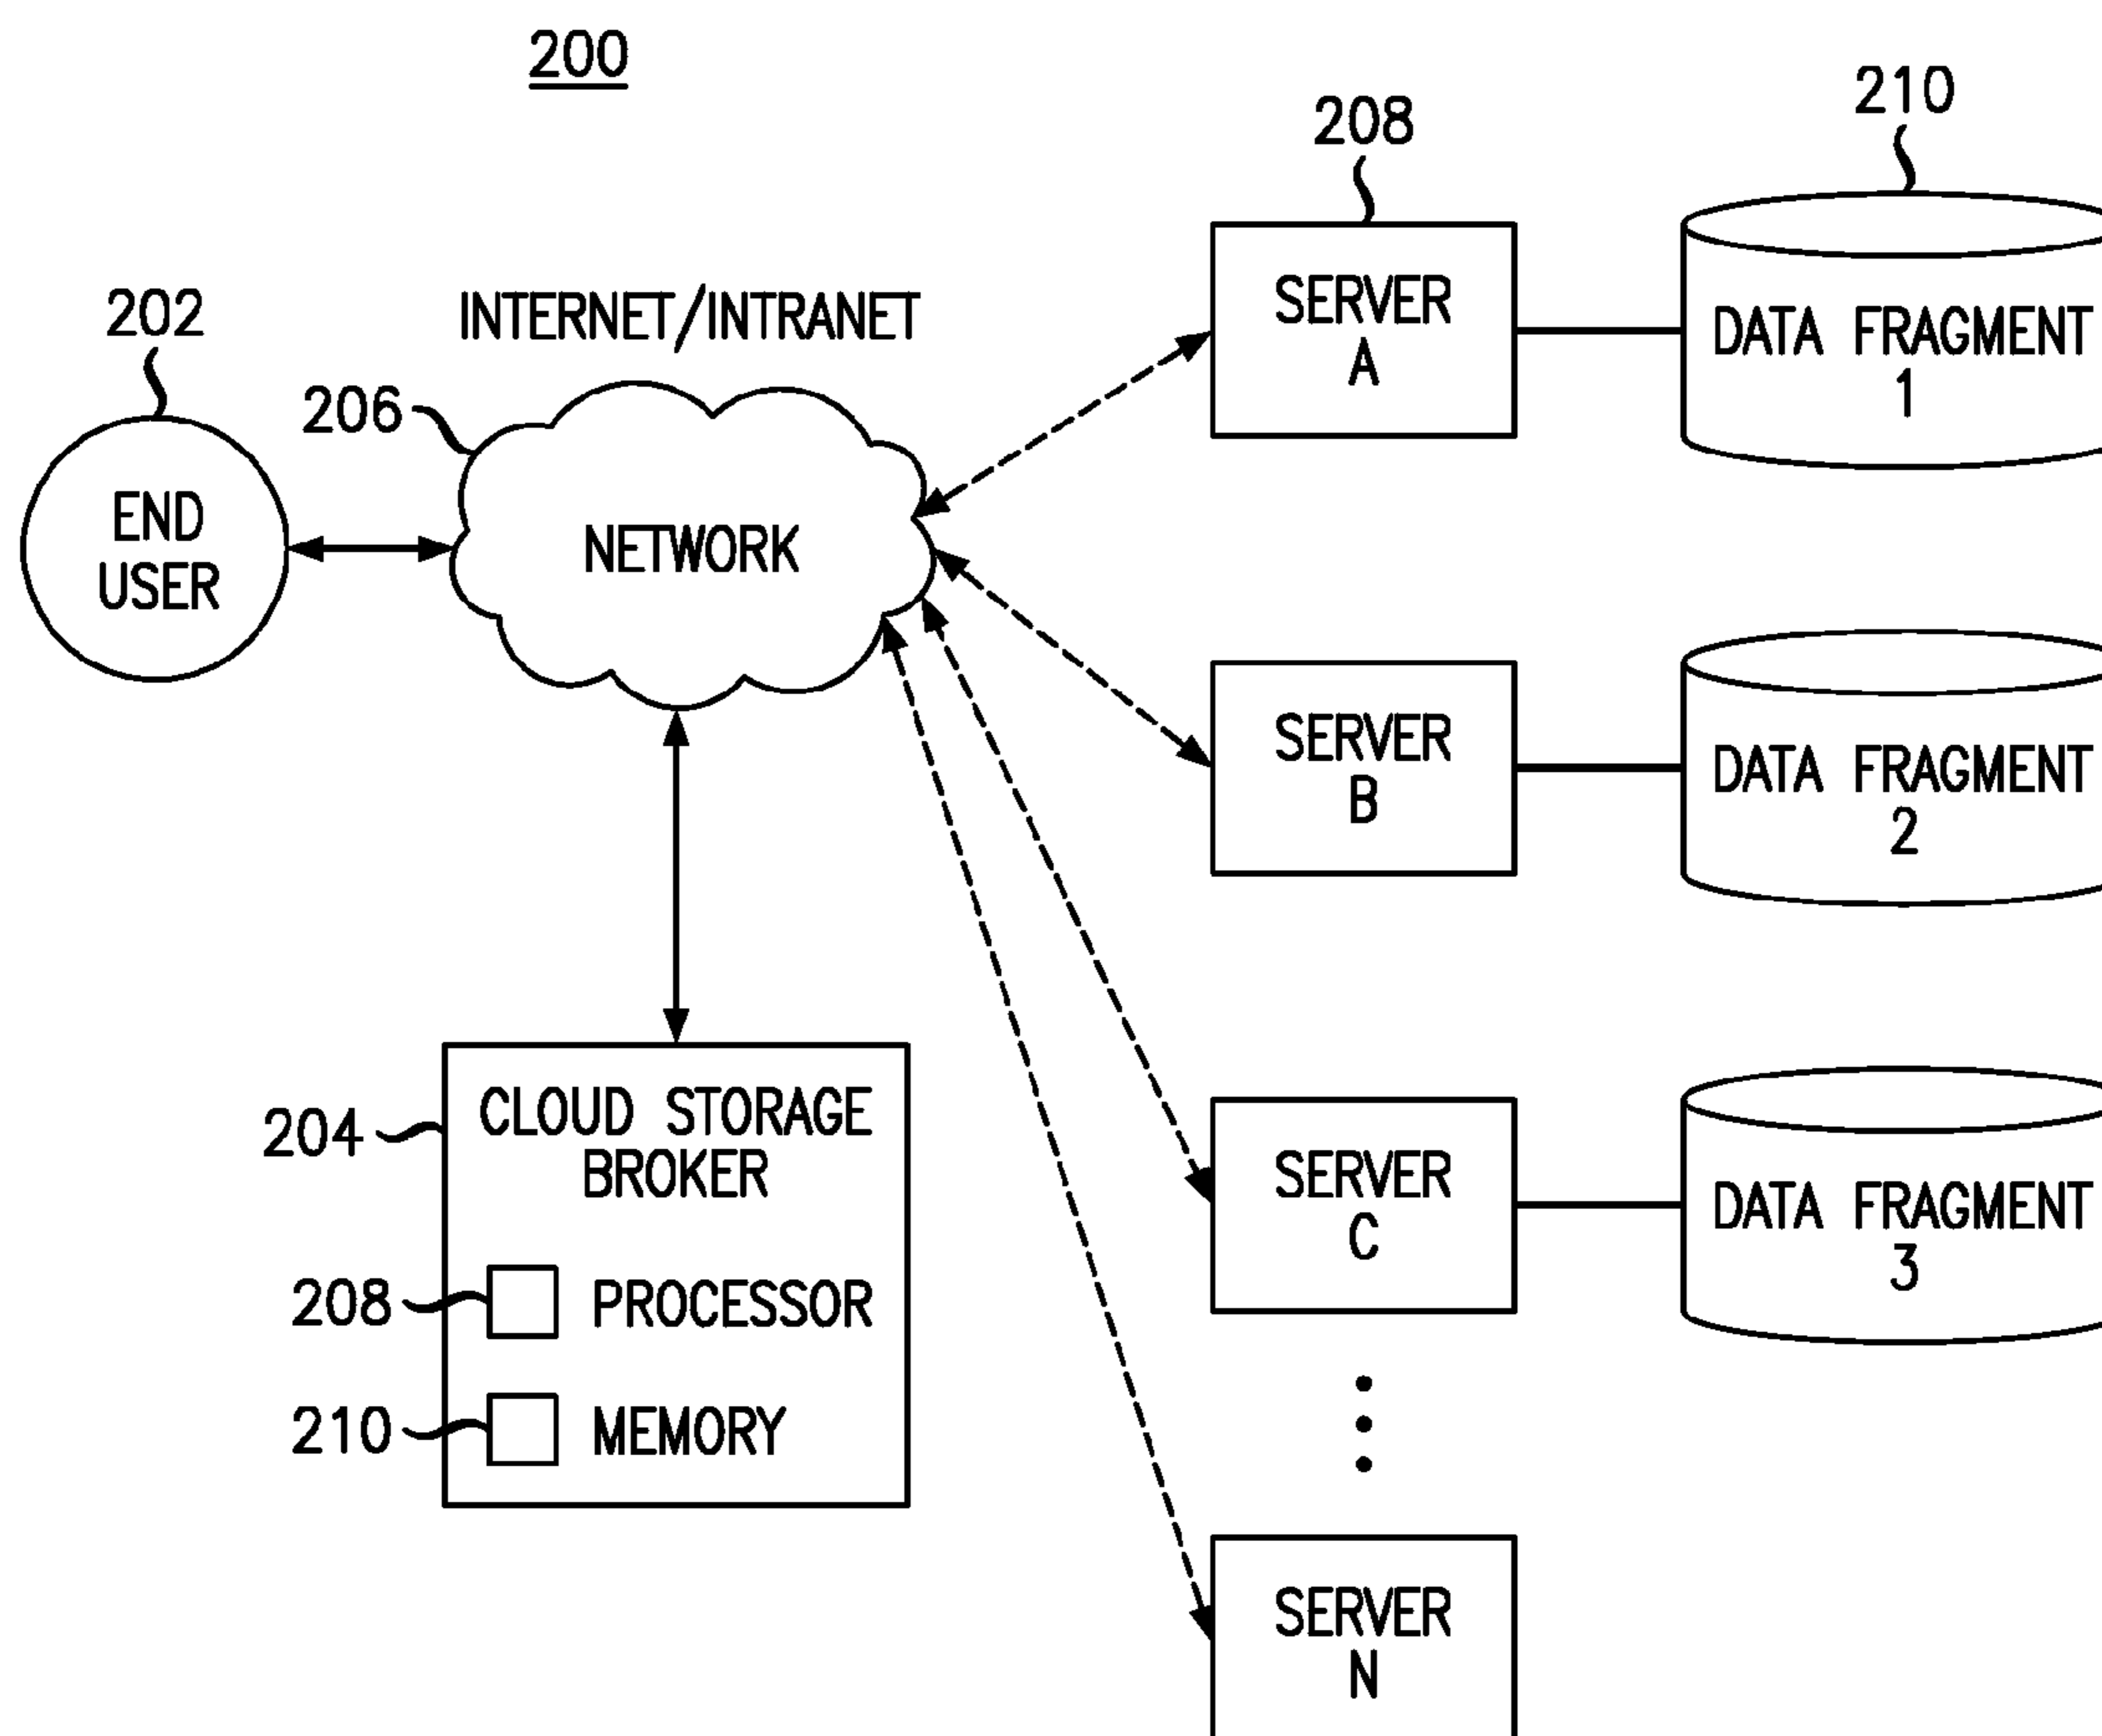 200
208
210
202
INTERNET/INTRANET
206
SERVER
A
DATA FRAGMENT
1
END
USER
NETWORK
SERVER
B
DATA FRAGMENT
2
204
CLOUD STORAGE
BROKER
208
PROCESSOR
210
MEMORY
SERVER
C
DATA FRAGMENT
3
SERVER
N